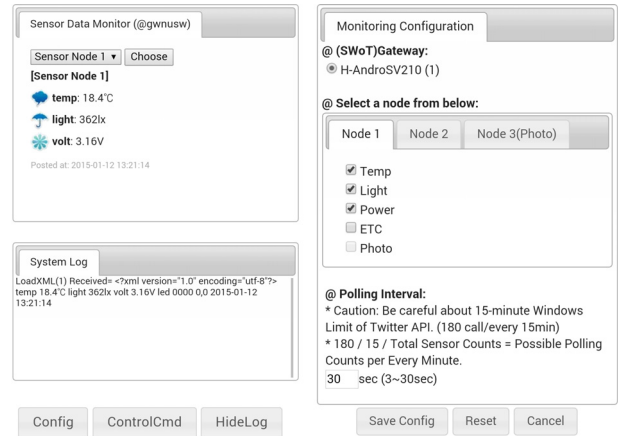 Sensor Data Monitor (@gwnusw)
Sensor Node 1 Choose
[Sensor Node 1]
temp: 18.4℃
light: 362lx
volt: 3.16V
Posted at: 2015-01-12 13:21:14
System Log
LoadXML(1) Received= <?xml version="1.0" encoding="utf-8"?>
temp 18.4℃ light 362lx volt 3.16V led 0000 0,0 2015-01-12
13:21:14
Config ControlCmd HideLog
Monitoring Configuration
@ (SWoT)Gateway:
H-AndroSV210 (1)
@ Select a node from below:
Node 1 Node 2 Node 3(Photo)
Temp
Light
Power
ETC
Photo
@ Polling Interval:
* Caution: Be careful about 15-minute Windows
Limit of Twitter API. (180 call/every 15min)
* 180 / 15 / Total Sensor Counts = Possible Polling
Counts per Every Minute.
30 sec (3~30sec)
Save Config Reset Cancel